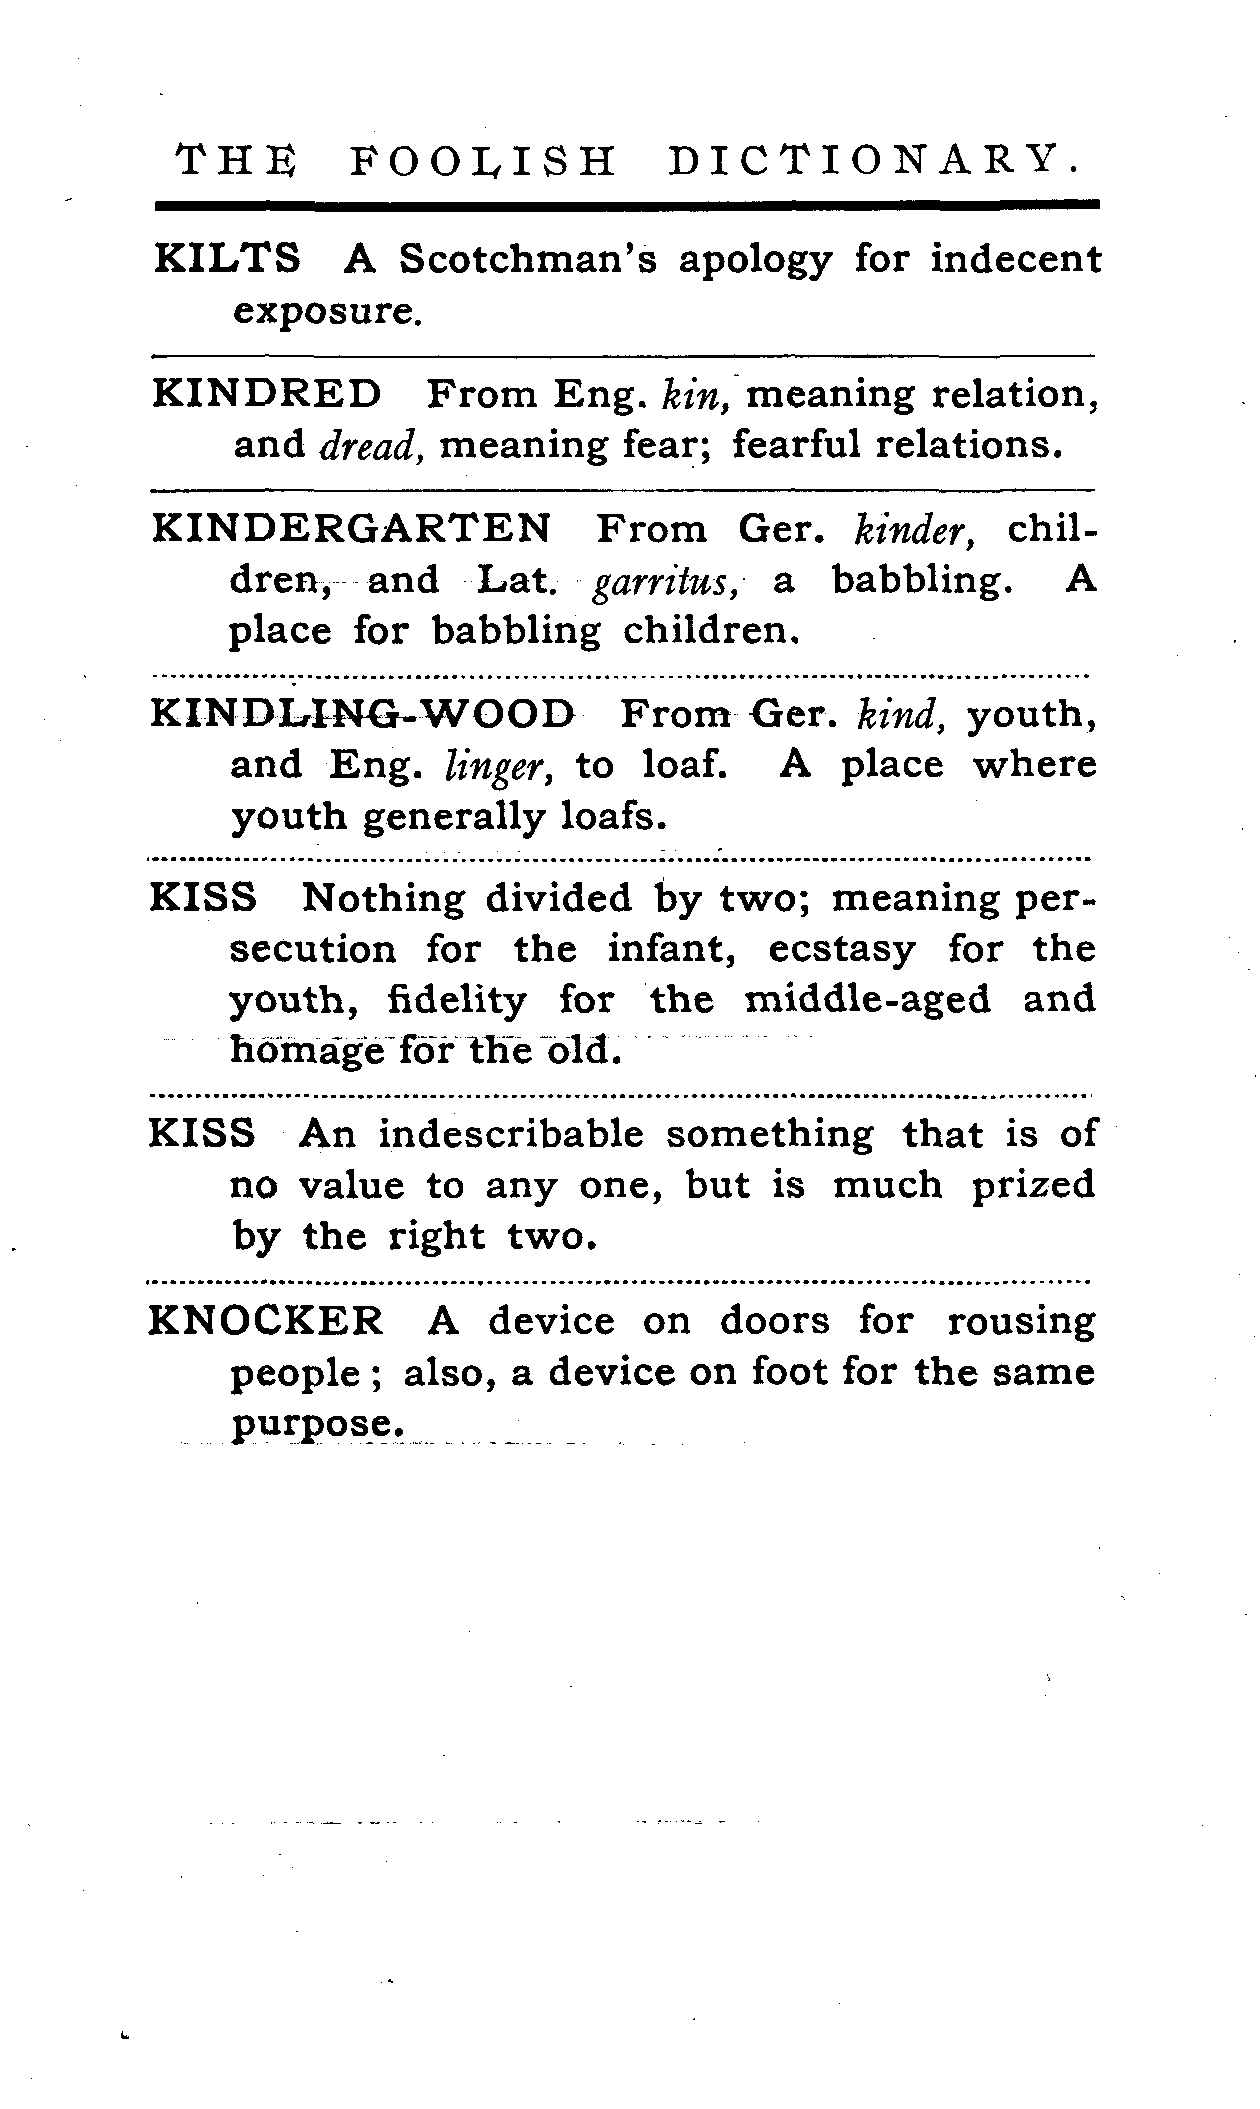 THE FOOLISH DICTIONARY.
KILTS A Scotchman's apology for indecent
exposure.
KINDRED From Eng. kin, meaning relation,
and dread, meaning fear; fearful relations.
KINDERGARTEN From Ger. kinder, chil-
dren, and Lat. garritus, a babbling. A
place for babbling children.
KINDLING-WOOD From Ger. kind, youth,
and Eng. linger, to loaf. A place where
youth generally loafs.
KISS Nothing divided by two; meaning per-
secution for the infant, ecstasy for the
youth, fidelity for the middle-aged and
homage for the old.
KISS An indescribable something that is of
no value to any one, but is much prized
by the right two.
KNOCKER A device on doors for rousing
people; also, a device on foot for the same
purpose.